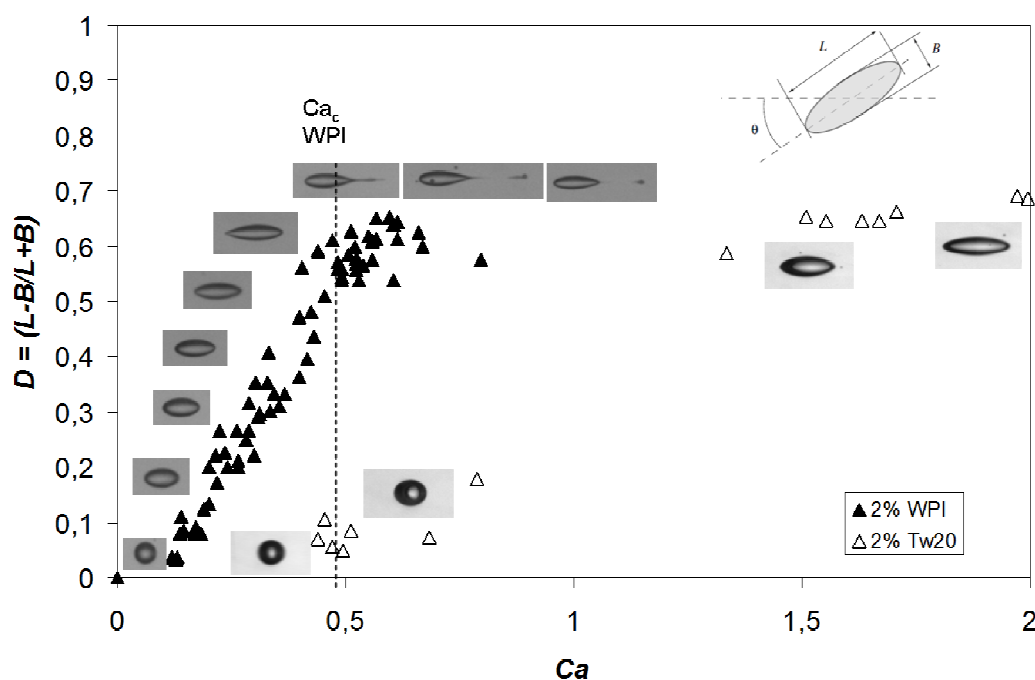 1
0,9
0,8
0,7
0,6
0,5
0,4
0,3
0,2
0,1
0
D = (L-B/L+B)
Ca_c
WPI
L
B
θ
▲ 2% WPI
△ 2% Tw20
0
0,5
1
1,5
2
Ca